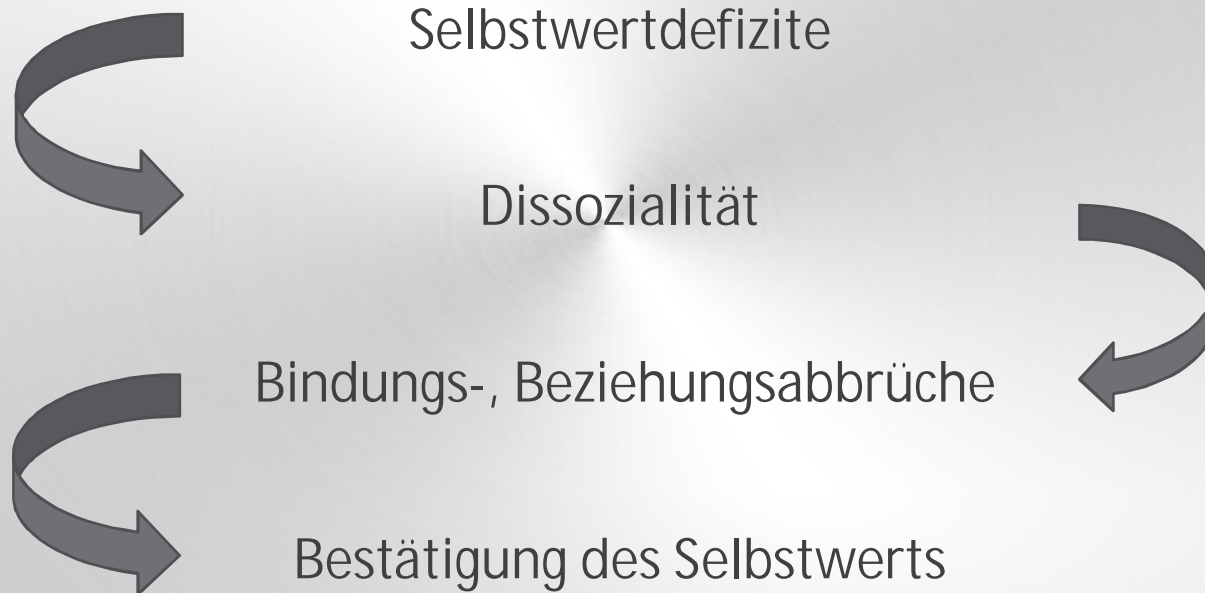 Selbstwertdefizite
Dissozialität
Bindungs-, Beziehungsabbrüche
Bestätigung des Selbstwerts